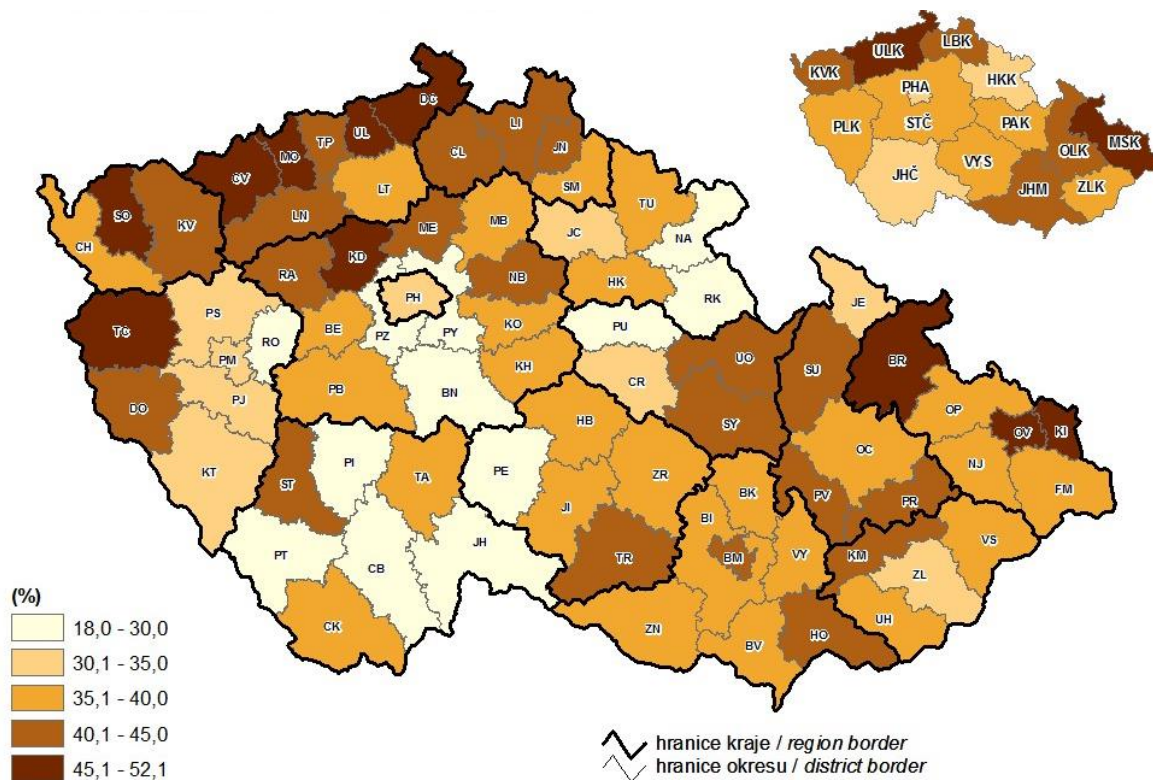 ULK
LBK
KVK
HKK
PHA
PLK
STČ
PAK
MSK
OLK
VYS
JHČ
JHM
ZLK
DC
UL
LI
MO
TP
CL
JN
CV
LT
SM
SO
TU
KV
LN
MB
ME
JC
NA
CH
KD
RA
NB
HK
PH
RK
JE
PS
TC
BE
KO
PU
RO
PZ
PY
PM
UO
BR
SU
KH
CR
PB
BN
PJ
DO
OP
SY
HB
OV
KI
OC
KT
PI
TA
PE
ZR
NJ
ST
BK
PV
FM
PR
JI
BI
VS
JH
PT
TR
BM
VY
KM
CB
ZL
CK
UH
ZN
HO
BV
(%)
18,0 - 30,0
30,1 - 35,0
35,1 - 40,0
40,1 - 45,0
45,1 - 52,1
hranice kraje / region border
hranice okresu / district border